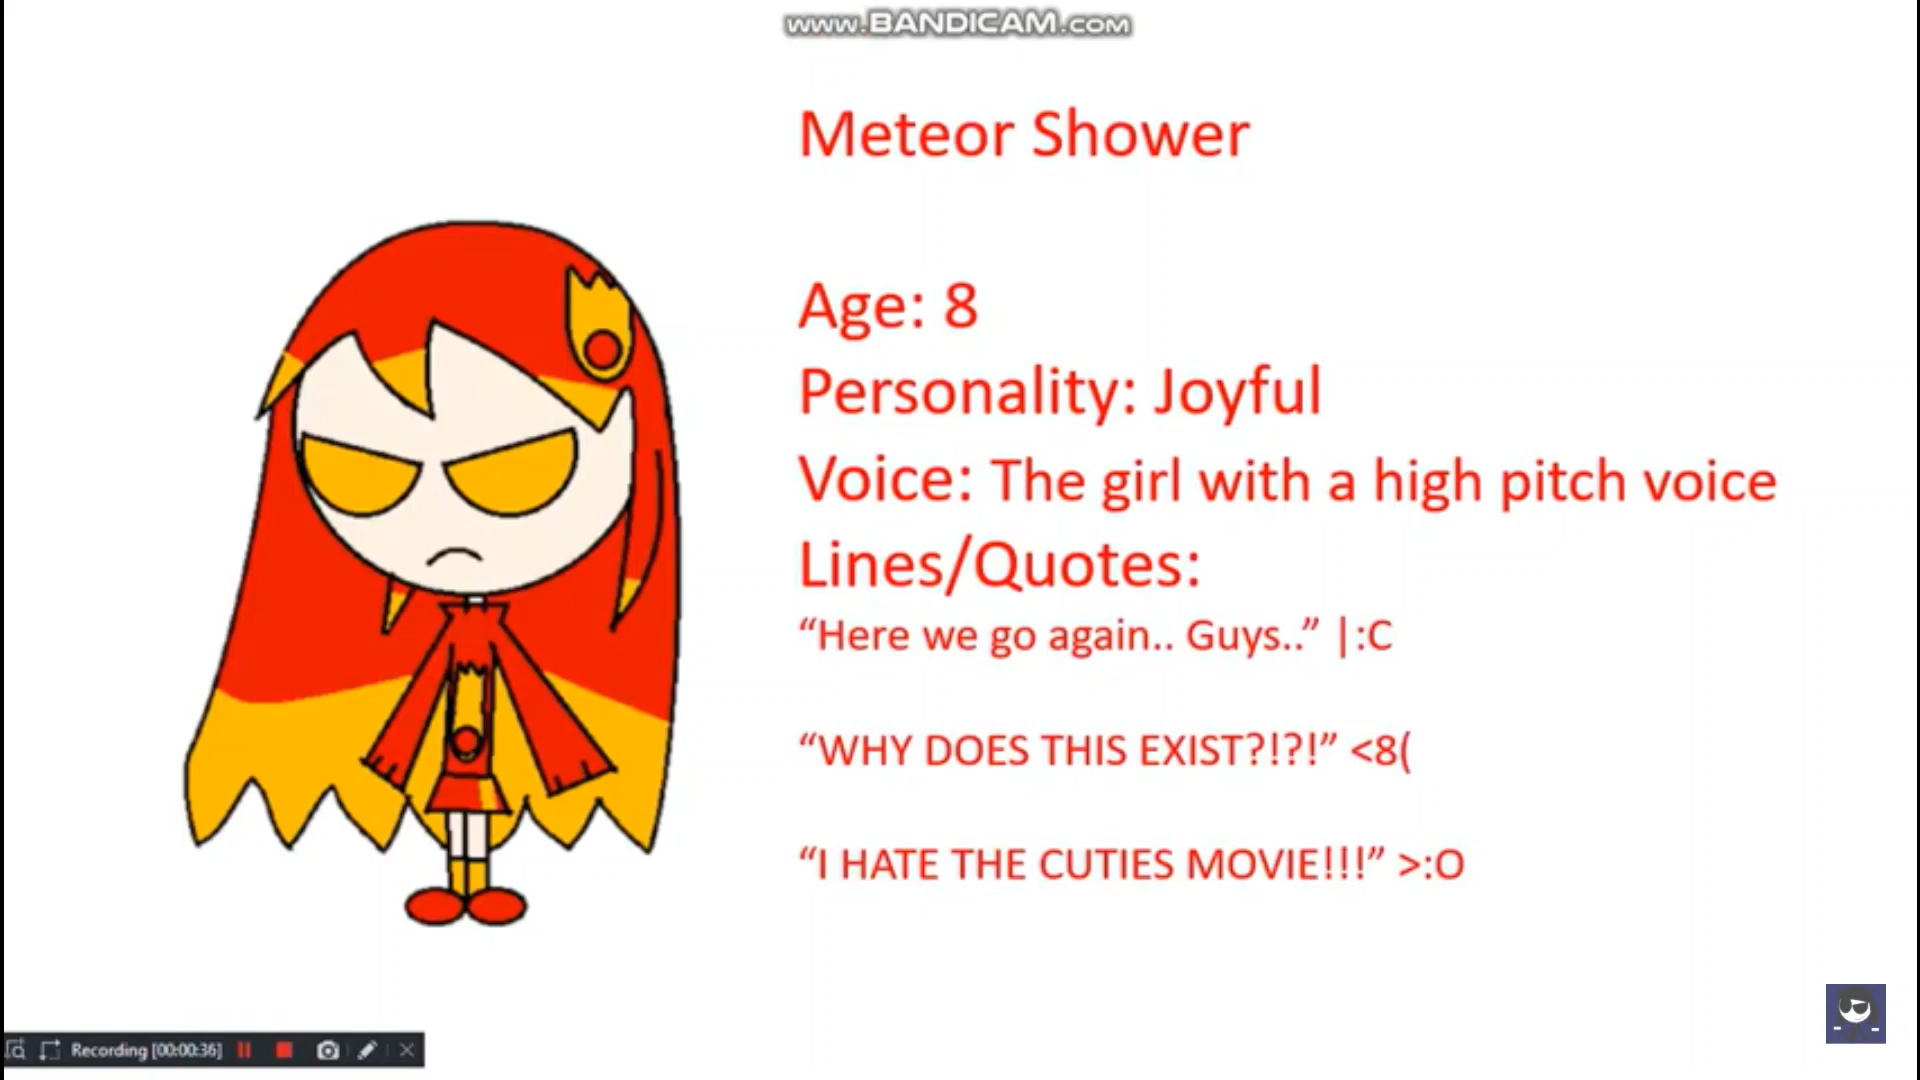 www.BANDICAM.com
Meteor Shower
Age: 8
Personality: Joyful
Voice: The girl with a high pitch voice
Lines/Quotes:
“Here we go again.. Guys..” |:C
“WHY DOES THIS EXIST?!?!” <8(
“I HATE THE CUTIES MOVIE!!!” >:O
Recording [00:00:36]